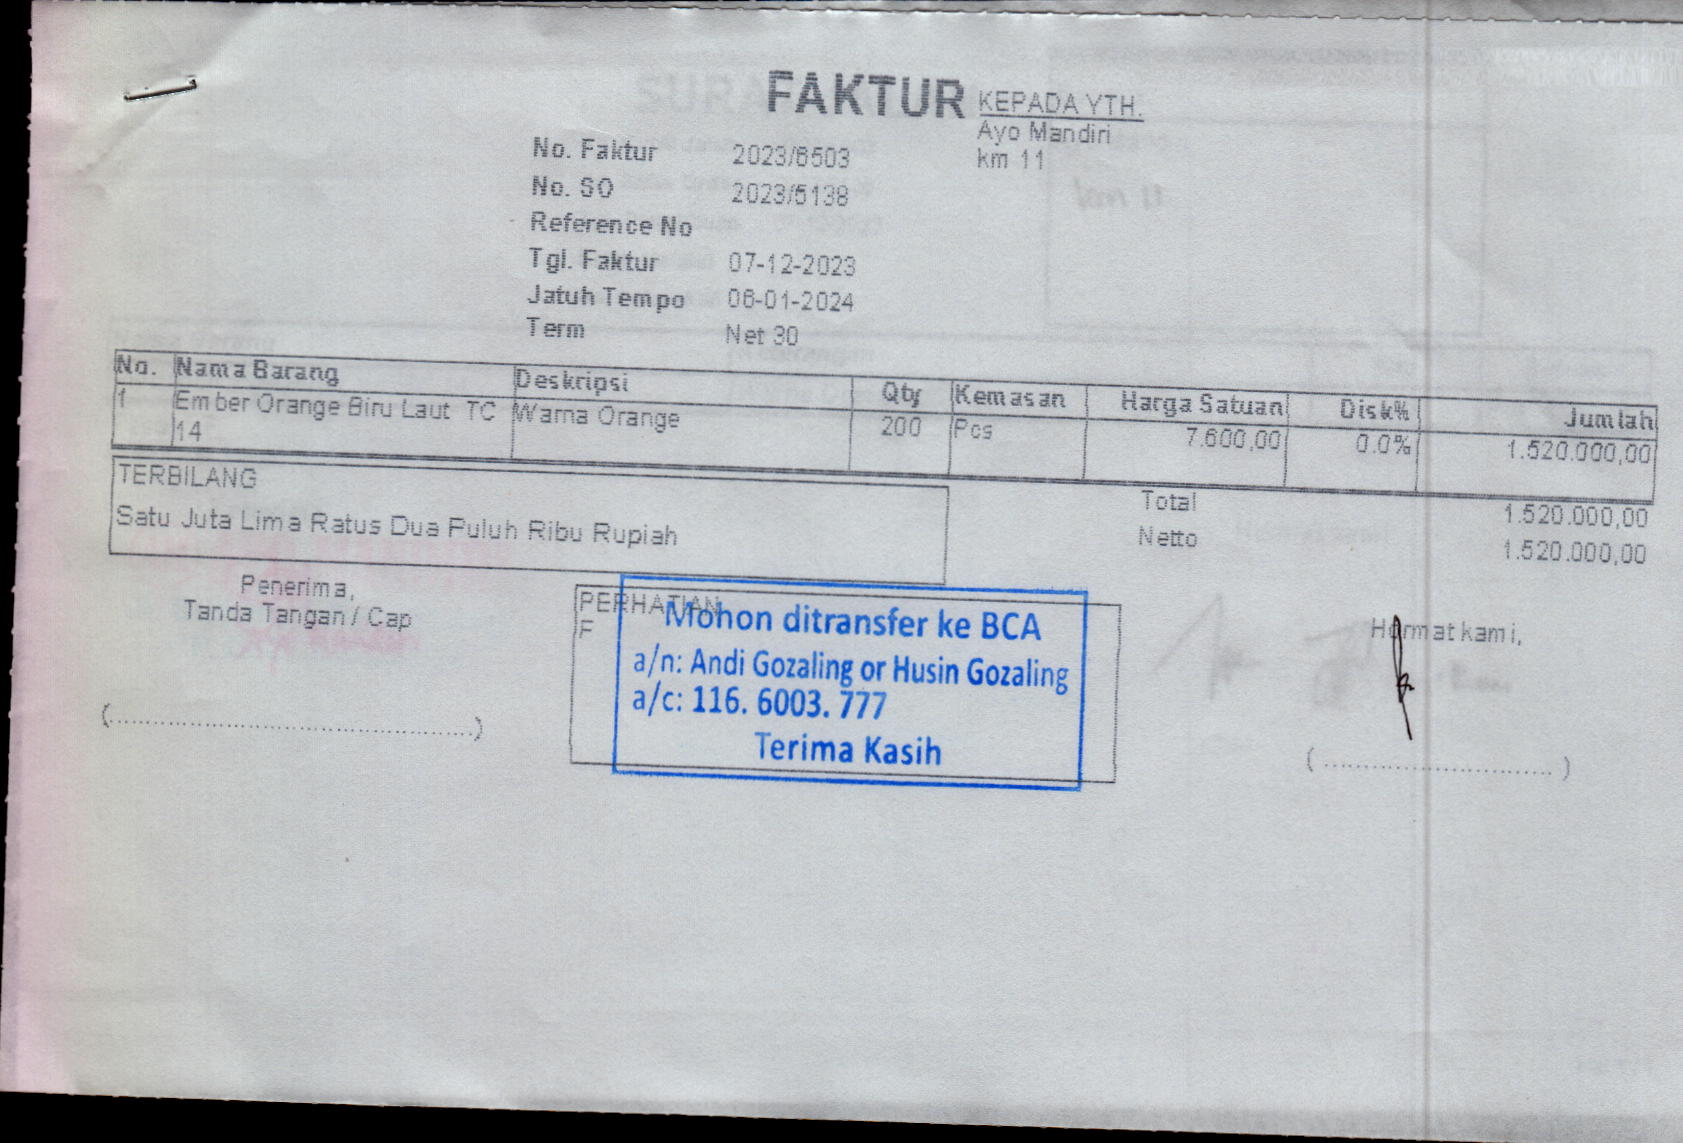 FAKTUR
KEPADA YTH.
Ayo Mandiri
km 11
No. Faktur 2023/6503
No. SO 2023/5138
Reference No
Tgl. Faktur 07-12-2023
Jatuh Tempo 06-01-2024
Term Net 30
No. Nama Barang Deskripsi Qty Kemasan Harga Satuan Disk% Jumlah
1 Ember Orange Biru Laut TC Warna Orange 200 Pcs 7.600,00 0.0% 1.520.000,00
14
TERBILANG
Satu Juta Lima Ratus Dua Puluh Ribu Rupiah
Total 1.520.000,00
Netto 1.520.000,00
Penerima,
Tanda Tangan / Cap
PERHATIAN
F
Mohon ditransfer ke BCA
a/n: Andi Gozaling or Husin Gozaling
a/c: 116. 6003. 777
Terima Kasih
Hormat kami,
(..................................................)
( ................................ )